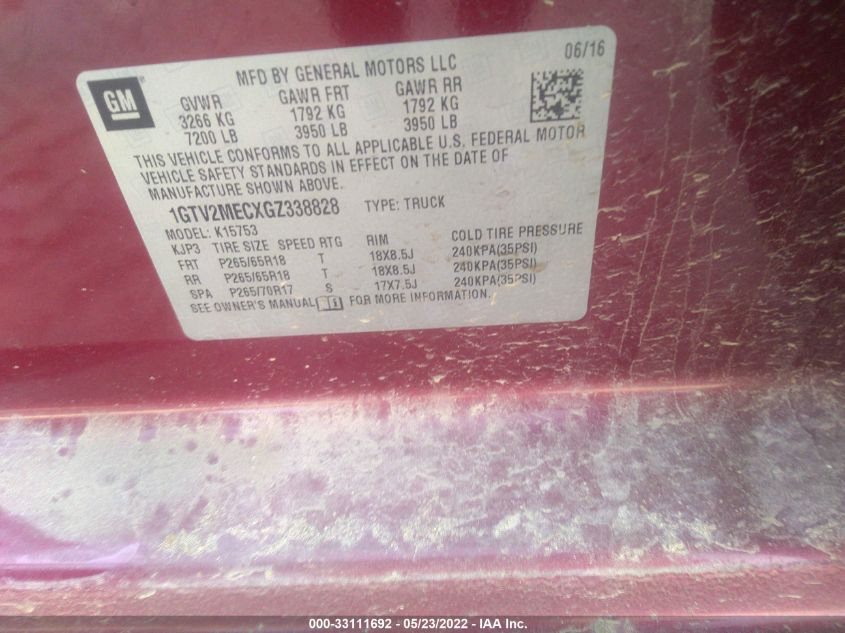 GM
MFD BY GENERAL MOTORS LLC 06/16
GVWR GAWR FRT GAWR RR
3266 KG 1792 KG 1792 KG
7200 LB 3950 LB 3950 LB
THIS VEHICLE CONFORMS TO ALL APPLICABLE U.S. FEDERAL MOTOR
VEHICLE SAFETY STANDARDS IN EFFECT ON THE DATE OF
MANUFACTURE SHOWN ABOVE.
1GTV2MECXGZ338828 TYPE: TRUCK
MODEL: K15753
KJP3 TIRE SIZE SPEED RTG RIM COLD TIRE PRESSURE
FRT P265/65R18 T 18X8.5J 240KPA(35PSI)
RR P265/65R18 T 18X8.5J 240KPA(35PSI)
SPA P265/70R17 S 17X7.5J 240KPA(35PSI)
SEE OWNER'S MANUAL FOR MORE INFORMATION.
000-33111692 - 05/23/2022 - IAA Inc.